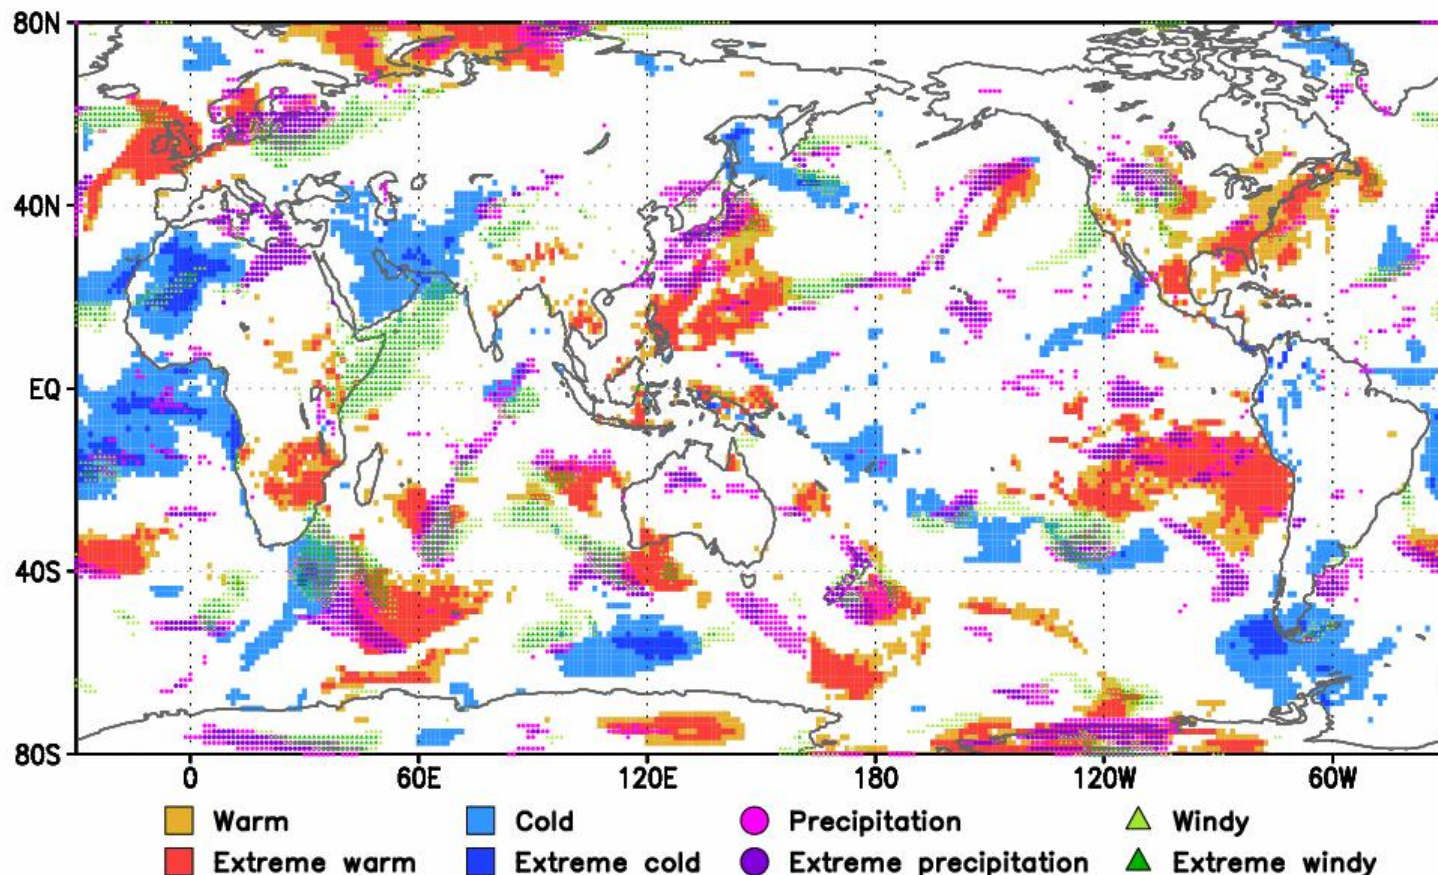 80N
40N
EQ
40S
80S
0 60E 120E 180 120W 60W
Warm Cold Precipitation Windy
Extreme warm Extreme cold Extreme precipitation Extreme windy